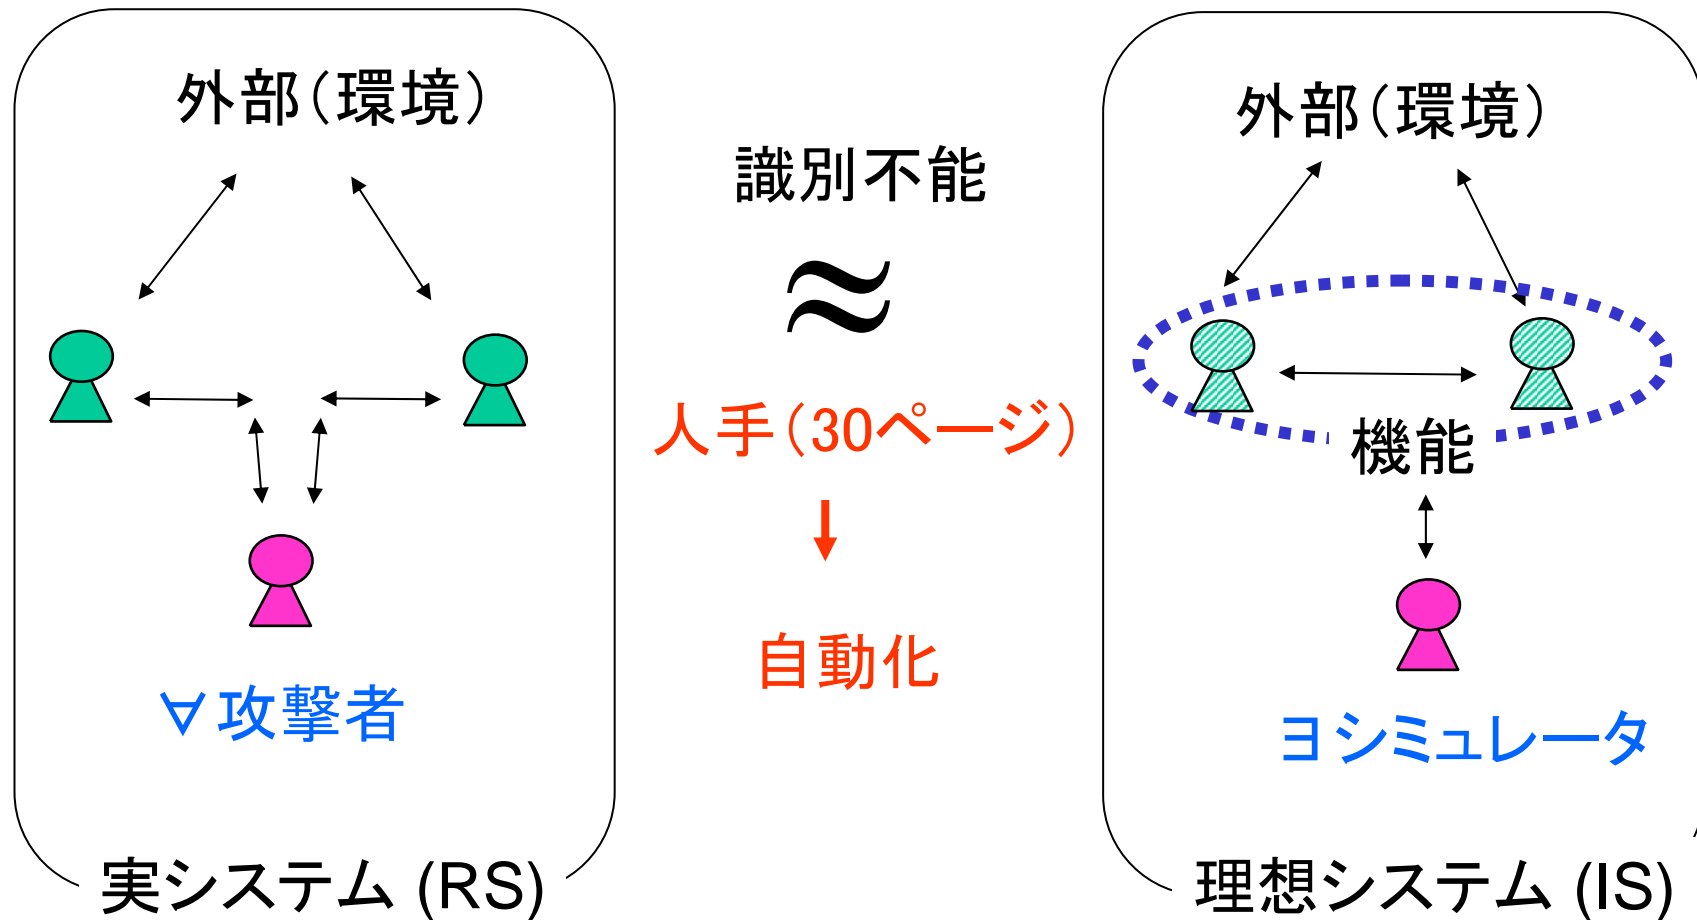 外部（環境）
外部（環境）
識別不能
≈
人手（30ページ）
機能
自動化
∀攻撃者
∃シミュレータ
実システム (RS)
理想システム (IS)